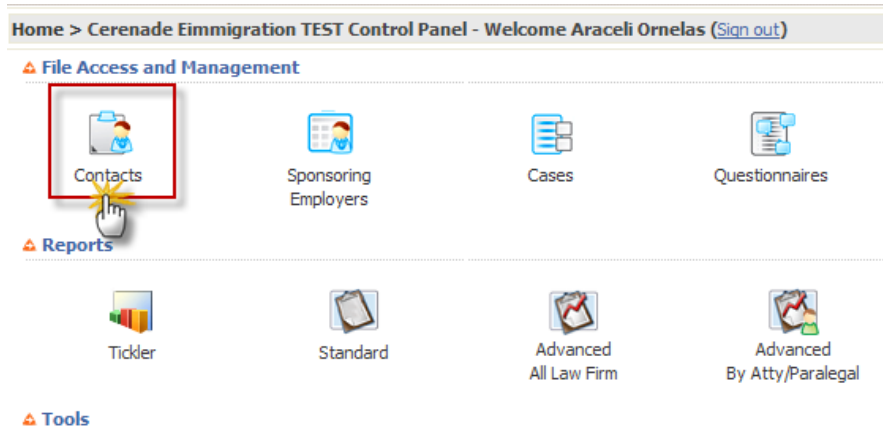 Home > Cerenade Eimmigration TEST Control Panel - Welcome Araceli Ornelas (Sign out)
File Access and Management
Contacts
Sponsoring
Employers
Cases
Questionnaires
Reports
Tickler
Standard
Advanced
All Law Firm
Advanced
By Atty/Paralegal
Tools